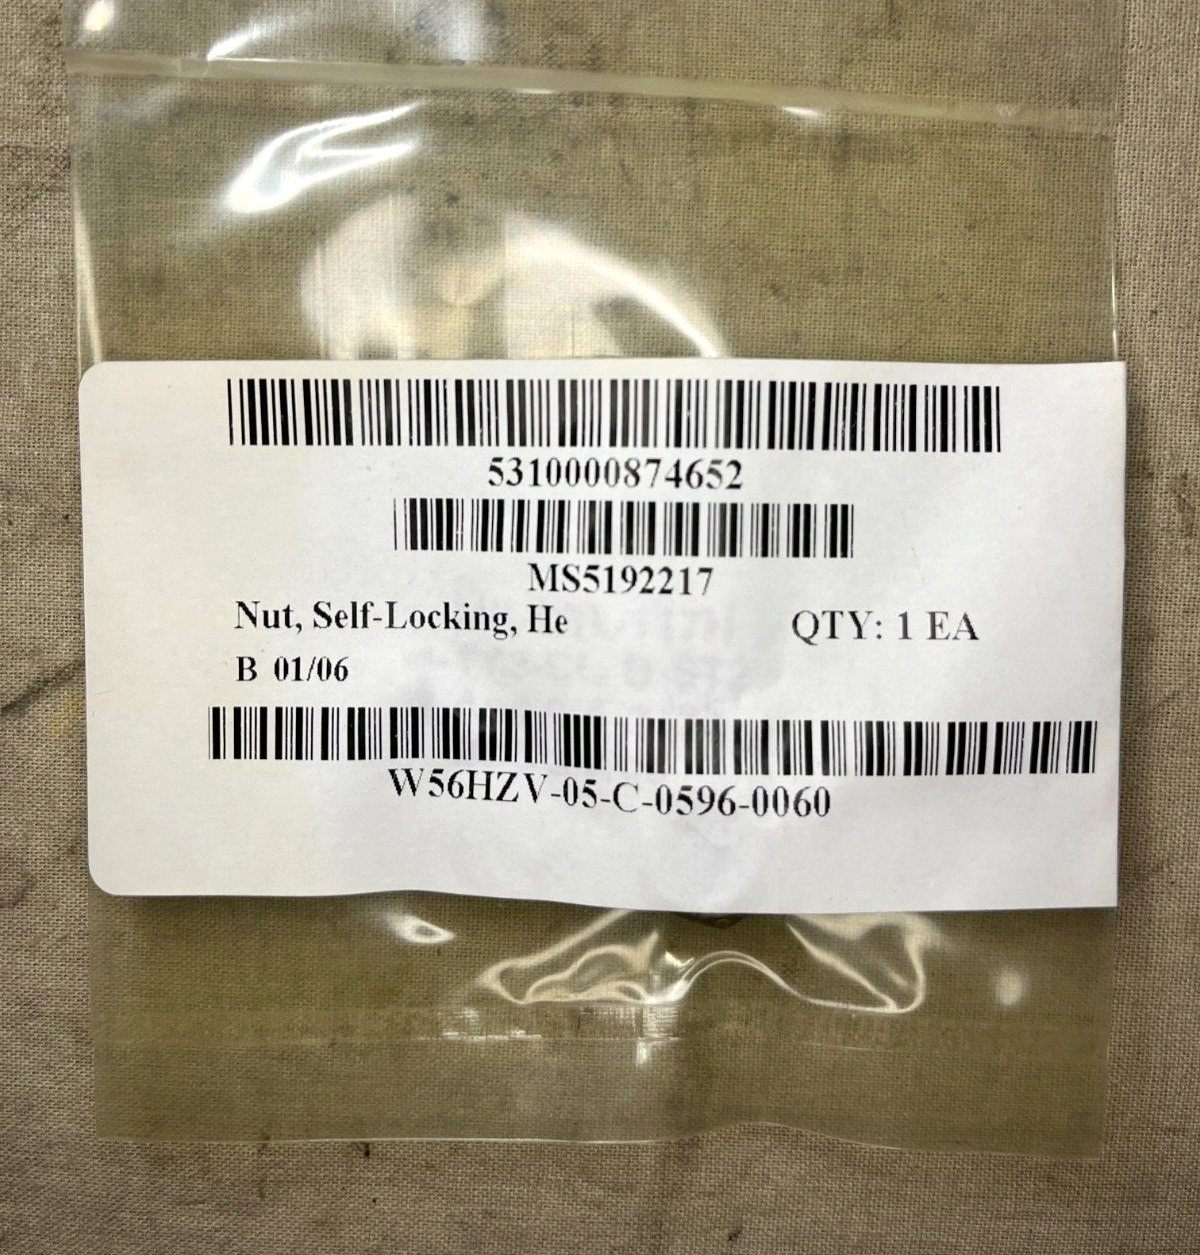 5310000874652
MS5192217
Nut, Self-Locking, He
QTY: 1 EA
B 01/06
W56HZV-05-C-0596-0060